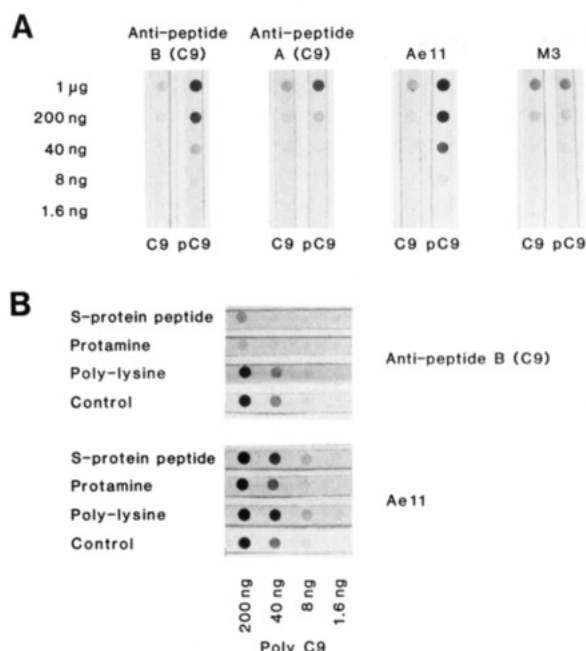 A
Anti-peptide
B (C9)
Anti-peptide
A (C9)
Ae11
M3
1 µg
200 ng
40 ng
8 ng
1.6 ng
C9 pC9
C9 pC9
C9 pC9
C9 pC9
B
S-protein peptide
Protamine
Poly-lysine
Control
Anti-peptide B (C9)
S-protein peptide
Protamine
Poly-lysine
Control
Ae11
200 ng
40 ng
8 ng
1.6 ng
Poly C9